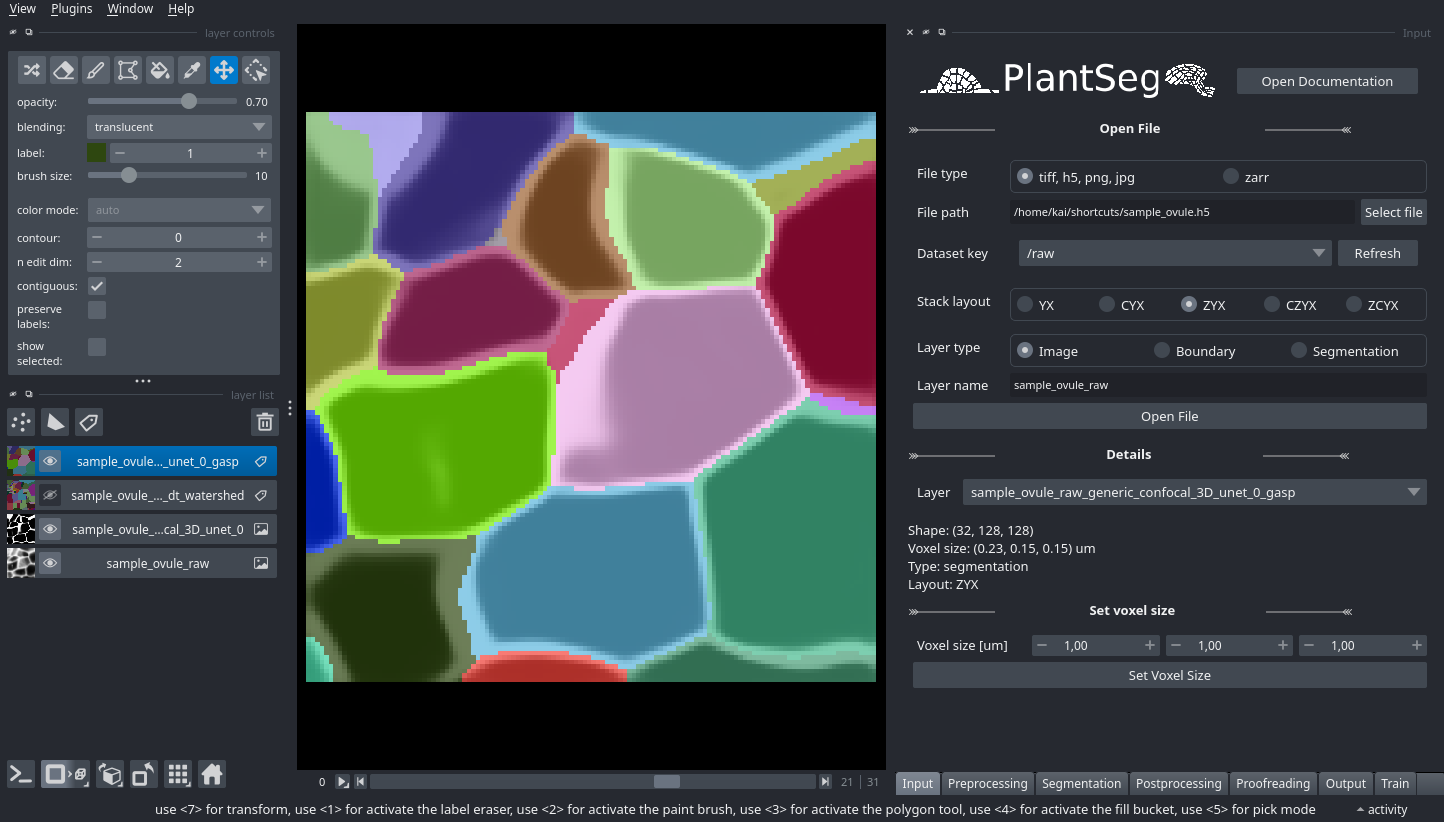 View Plugins Window Help
layer controls
opacity: 0.70
blending: translucent
label: 1
brush size: 10
color mode: auto
contour: 0
n edit dim: 2
contiguous:
preserve
labels:
show
selected:
layer list
sample_ovule..._unet_0_gasp
sample_ovule_..._dt_watershed
sample_ovule_...cal_3D_unet_0
sample_ovule_raw
0 21 31
Input
PlantSeg
Open Documentation
Open File
File type tiff, h5, png, jpg zarr
File path /home/kai/shortcuts/sample_ovule.h5 Select file
Dataset key /raw Refresh
Stack layout YX CYX ZYX CZYX ZCYX
Layer type Image Boundary Segmentation
Layer name sample_ovule_raw
Open File
Details
Layer sample_ovule_raw_generic_confocal_3D_unet_0_gasp
Shape: (32, 128, 128)
Voxel size: (0.23, 0.15, 0.15) um
Type: segmentation
Layout: ZYX
Set voxel size
Voxel size [um] 1,00 1,00 1,00
Set Voxel Size
Input Preprocessing Segmentation Postprocessing Proofreading Output Train
use <7> for transform, use <1> for activate the label eraser, use <2> for activate the paint brush, use <3> for activate the polygon tool, use <4> for activate the fill bucket, use <5> for pick mode
activity